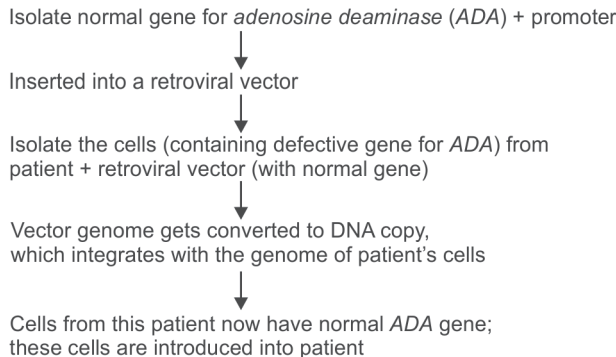 Isolate normal gene for adenosine deaminase (ADA) + promoter
Inserted into a retroviral vector
Isolate the cells (containing defective gene for ADA) from
patient + retroviral vector (with normal gene)
Vector genome gets converted to DNA copy,
which integrates with the genome of patient's cells
Cells from this patient now have normal ADA gene;
these cells are introduced into patient